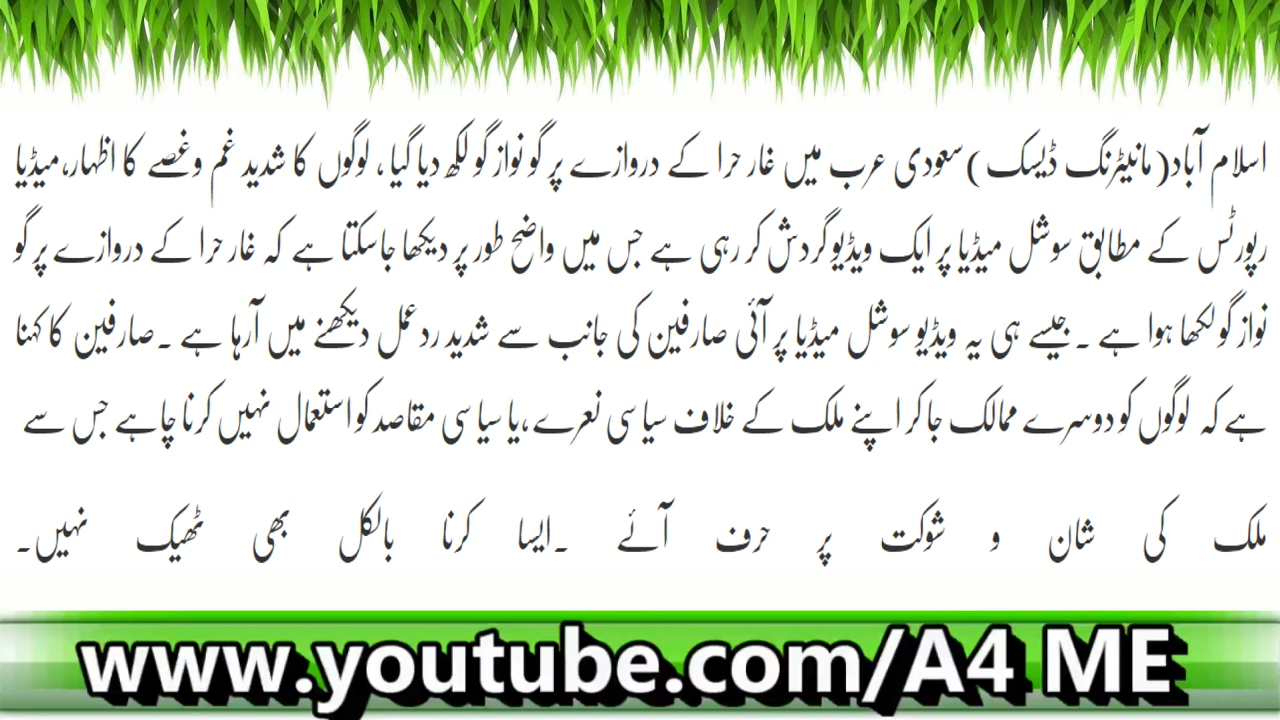 اسلام آباد(مانیٹرنگ ڈیسک)سعودی عرب میں غار حرا کے دروازے پر گو نواز گو لکھ دیا گیا ، لوگوں کا شدید غم و غصے کا اظہار،میڈیا
رپورٹس کے مطابق سوشل میڈیا پر ایک ویڈیو گردش کر رہی ہے جس میں واضح طور پر دیکھا جاسکتا ہے کہ غار حرا کے دروازے پر گو
نواز گو لکھا ہوا ہے ۔جیسے ہی یہ ویڈیو سوشل میڈیا پر آئی صارفین کی جانب سے شدید ردعمل دیکھنے میں آرہا ہے ۔صارفین کا کہنا
ہے کہ لوگوں کو دوسرے ممالک جا کر اپنے ملک کے خلاف سیاسی نعرے ،یا سیاسی مقاصد کو استعمال نہیں کرنا چاہے جس سے
ملک کی شان و شوکت پر حرف آئے ۔ایسا کرنا بالکل بھی ٹھیک نہیں۔
www.youtube.com/A4 ME